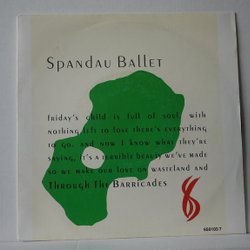 Spandau Ballet
friday's child is full of soul, with
nothing left to lose there's everything
to go. and now i know what they're
saying, it's a terrible beauty we've made
so we make our love on wasteland and
Through The Barricades
650100 7